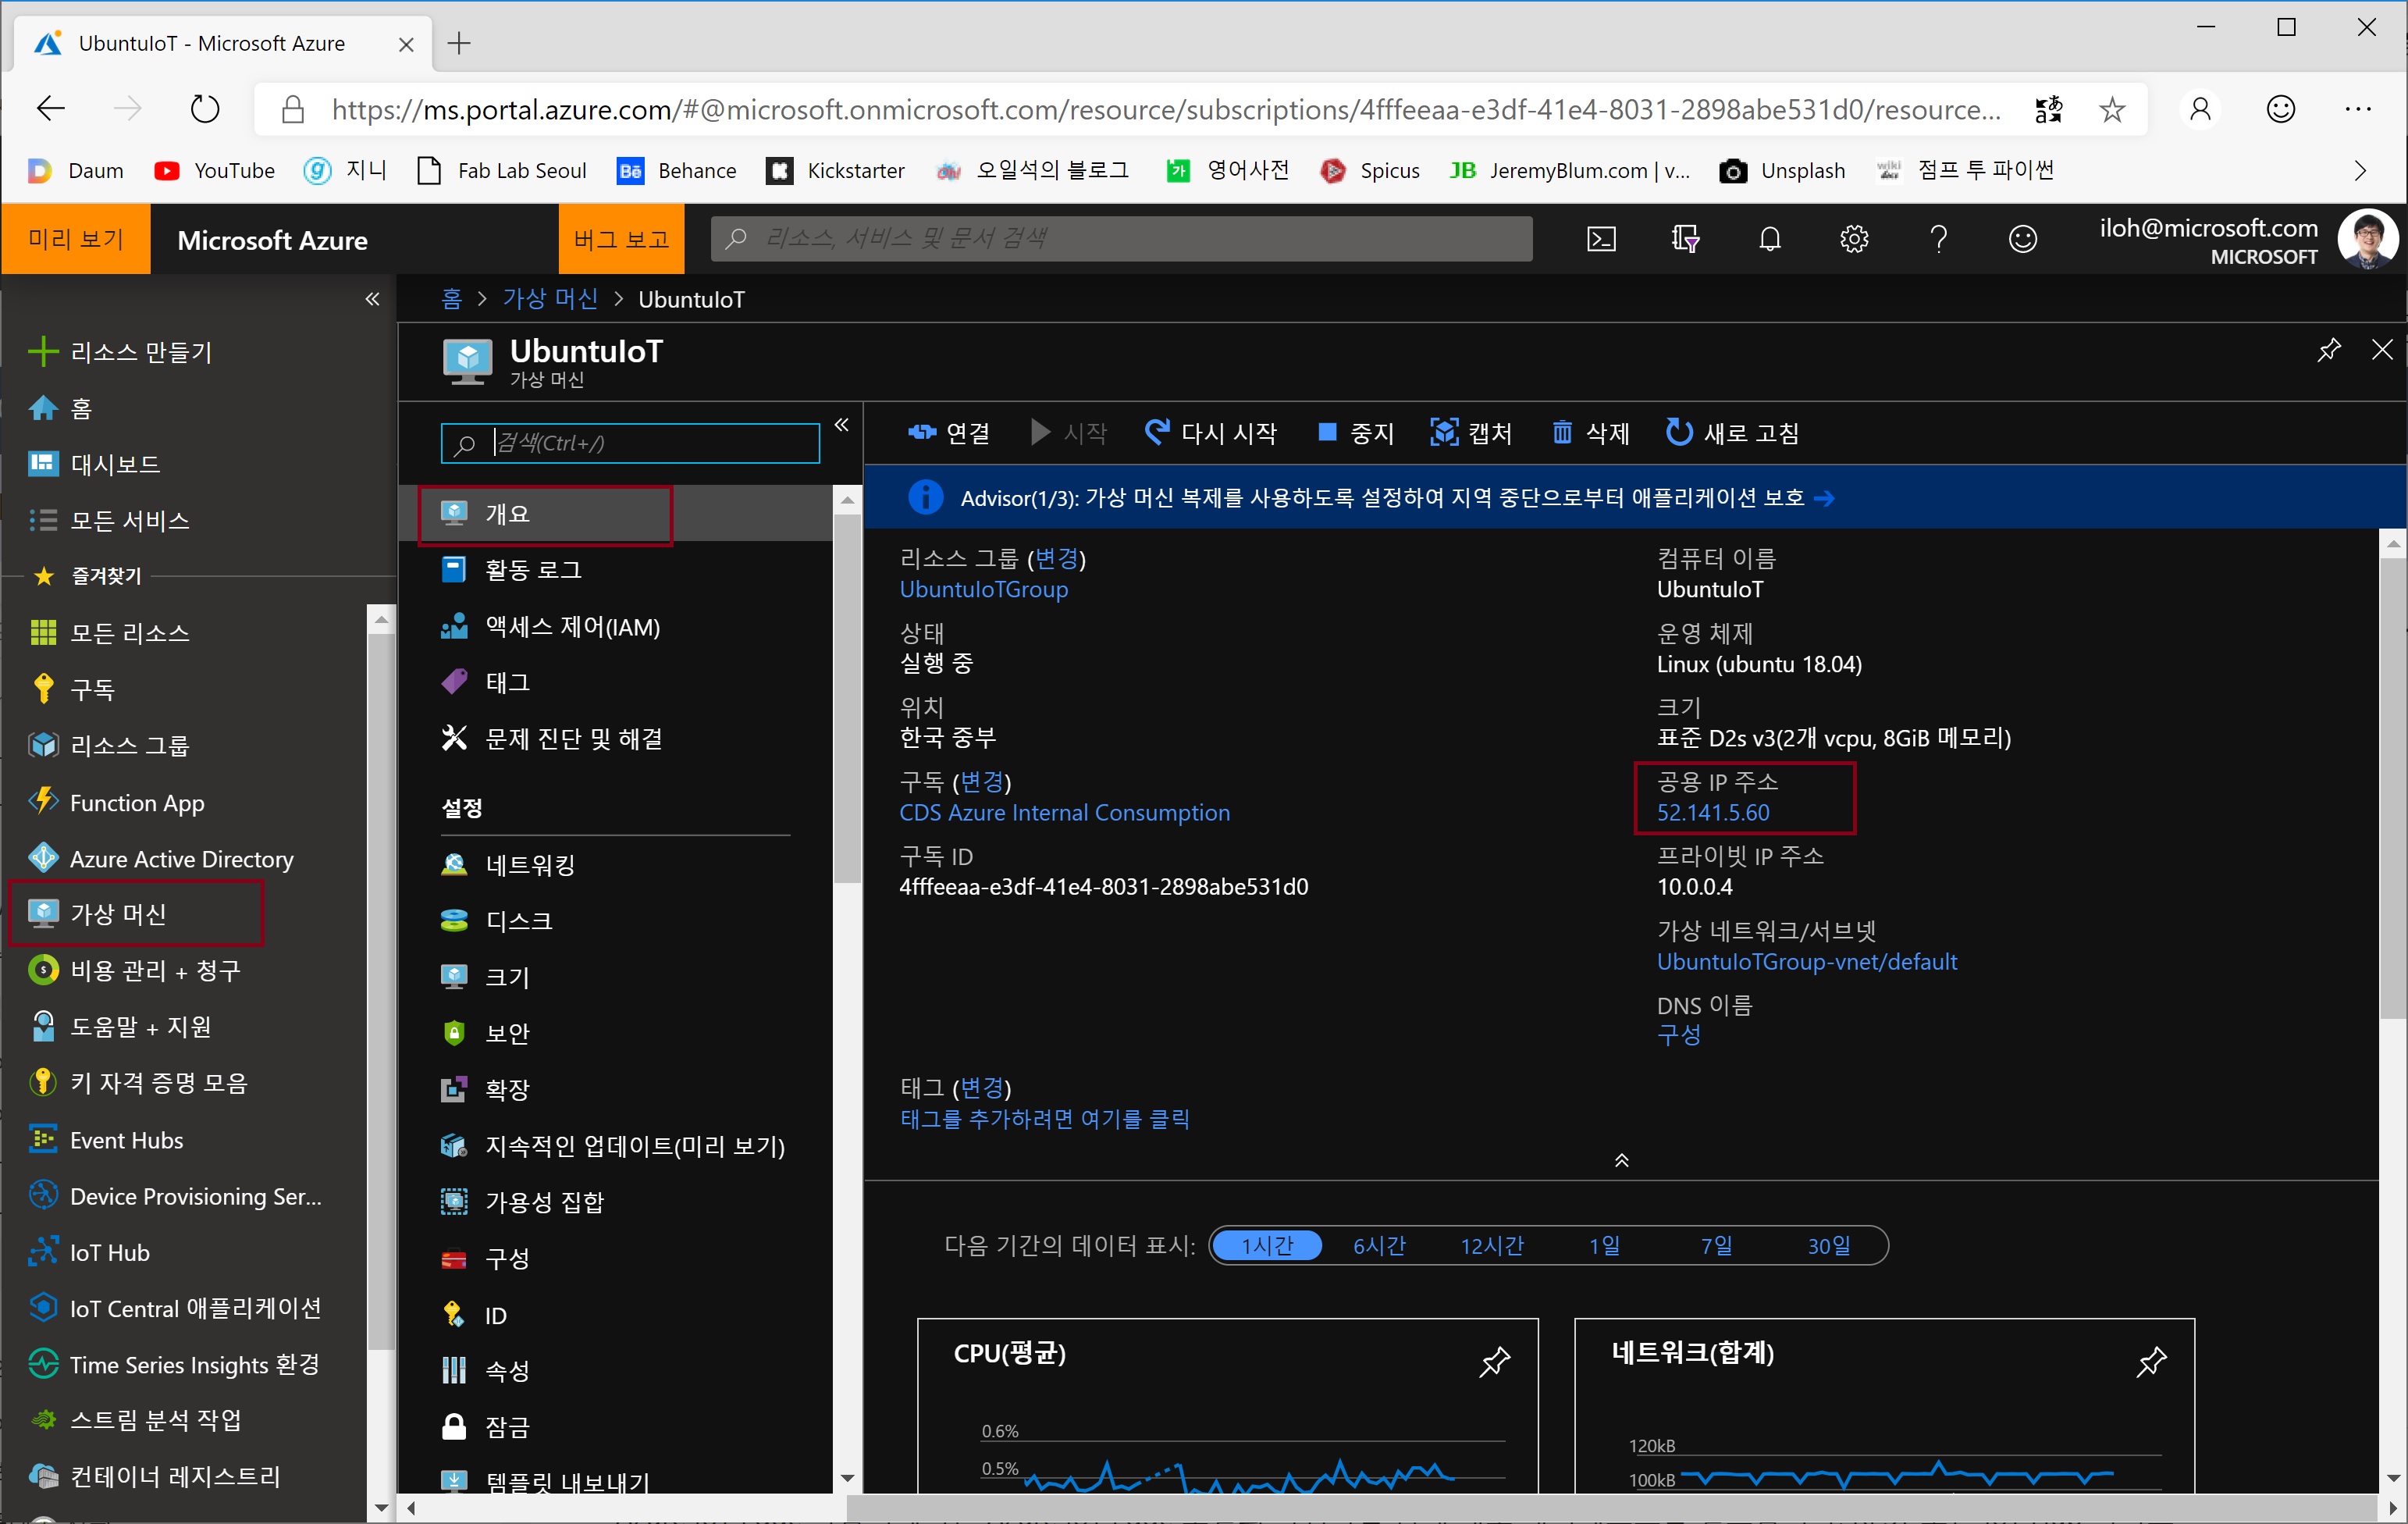 UbuntuIoT - Microsoft Azure
https://ms.portal.azure.com/#@microsoft.onmicrosoft.com/resource/subscriptions/4fffeeaa-e3df-41e4-8031-2898abe531d0/resource...
Daum YouTube 지니 Fab Lab Seoul Behance Kickstarter 오일석의 블로그 영어사전 Spicus JeremyBlum.com | v... Unsplash 점프 투 파이썬
미리 보기
Microsoft Azure
버그 보고
리소스, 서비스 및 문서 검색
iloh@microsoft.com
MICROSOFT
리소스 만들기
홈
대시보드
모든 서비스
즐겨찾기
모든 리소스
구독
리소스 그룹
Function App
Azure Active Directory
가상 머신
비용 관리 + 청구
도움말 + 지원
키 자격 증명 모음
Event Hubs
Device Provisioning Ser...
IoT Hub
IoT Central 애플리케이션
Time Series Insights 환경
스트림 분석 작업
컨테이너 레지스트리
홈 > 가상 머신 > UbuntuIoT
UbuntuIoT
가상 머신
검색(Ctrl+/)
개요
활동 로그
액세스 제어(IAM)
태그
문제 진단 및 해결
설정
네트워킹
디스크
크기
보안
확장
지속적인 업데이트(미리 보기)
가용성 집합
구성
ID
속성
잠금
템플릿 내보내기
연결 시작 다시 시작 중지 캡처 삭제 새로 고침
Advisor(1/3): 가상 머신 복제를 사용하도록 설정하여 지역 중단으로부터 애플리케이션 보호
리소스 그룹 (변경)
UbuntuIoTGroup
상태
실행 중
위치
한국 중부
구독 (변경)
CDS Azure Internal Consumption
구독 ID
4fffeeaa-e3df-41e4-8031-2898abe531d0
컴퓨터 이름
UbuntuIoT
운영 체제
Linux (ubuntu 18.04)
크기
표준 D2s v3(2개 vcpu, 8GiB 메모리)
공용 IP 주소
52.141.5.60
프라이빗 IP 주소
10.0.0.4
가상 네트워크/서브넷
UbuntuIoTGroup-vnet/default
DNS 이름
구성
태그 (변경)
태그를 추가하려면 여기를 클릭
다음 기간의 데이터 표시: 1시간 6시간 12시간 1일 7일 30일
CPU(평균)
0.6%
0.5%
네트워크(합계)
120kB
100kB